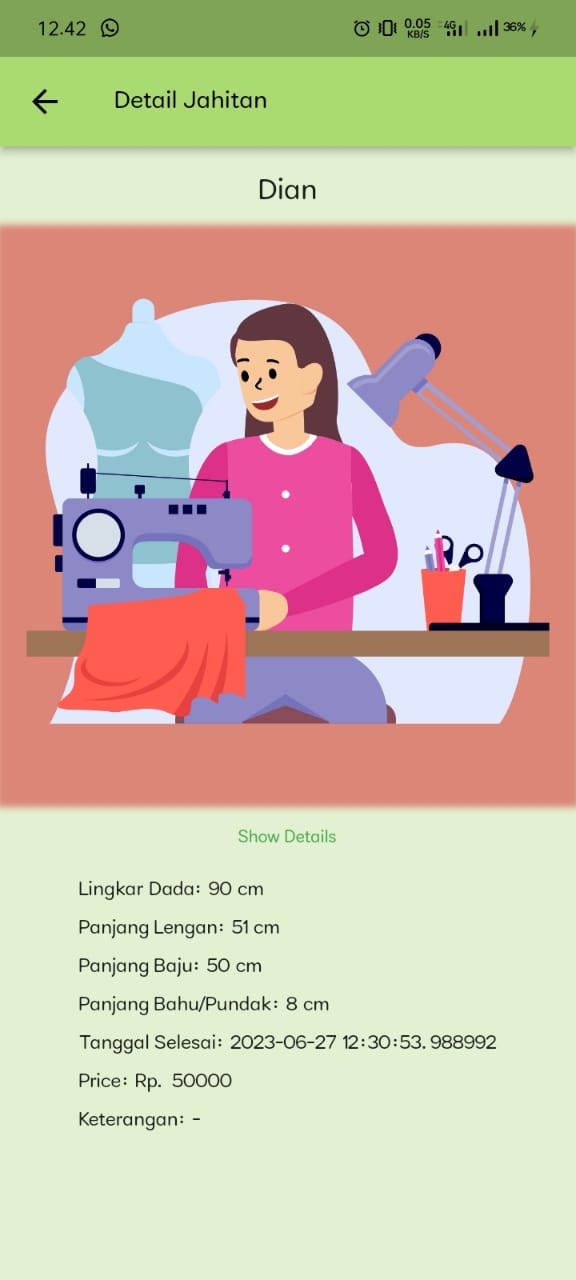 12.42 0.05 KB/S 4G 36%
Detail Jahitan
Dian
Show Details
Lingkar Dada: 90 cm
Panjang Lengan: 51 cm
Panjang Baju: 50 cm
Panjang Bahu/Pundak: 8 cm
Tanggal Selesai: 2023-06-27 12:30:53.988992
Price: Rp. 50000
Keterangan: -